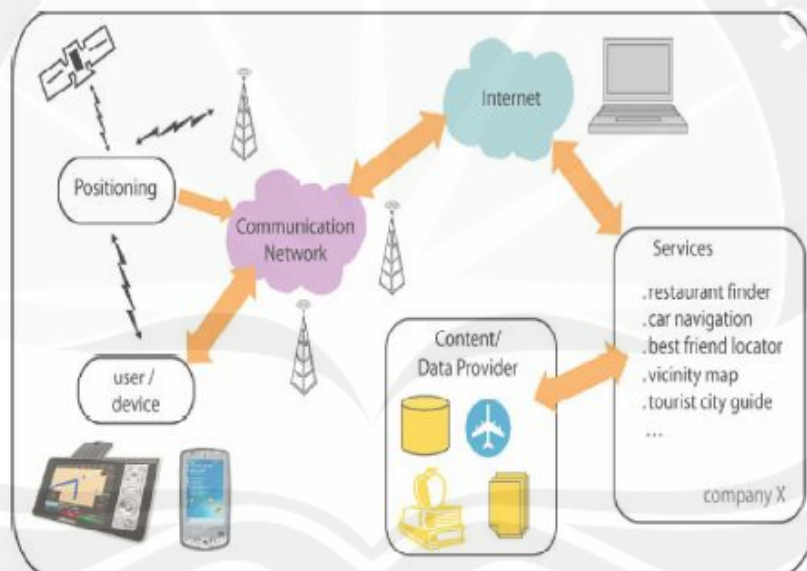 Internet
Positioning
Communication
Network
Services
.restaurant finder
.car navigation
.best friend locator
.vicinity map
.tourist city guide
...
company X
Content/
Data Provider
user /
device